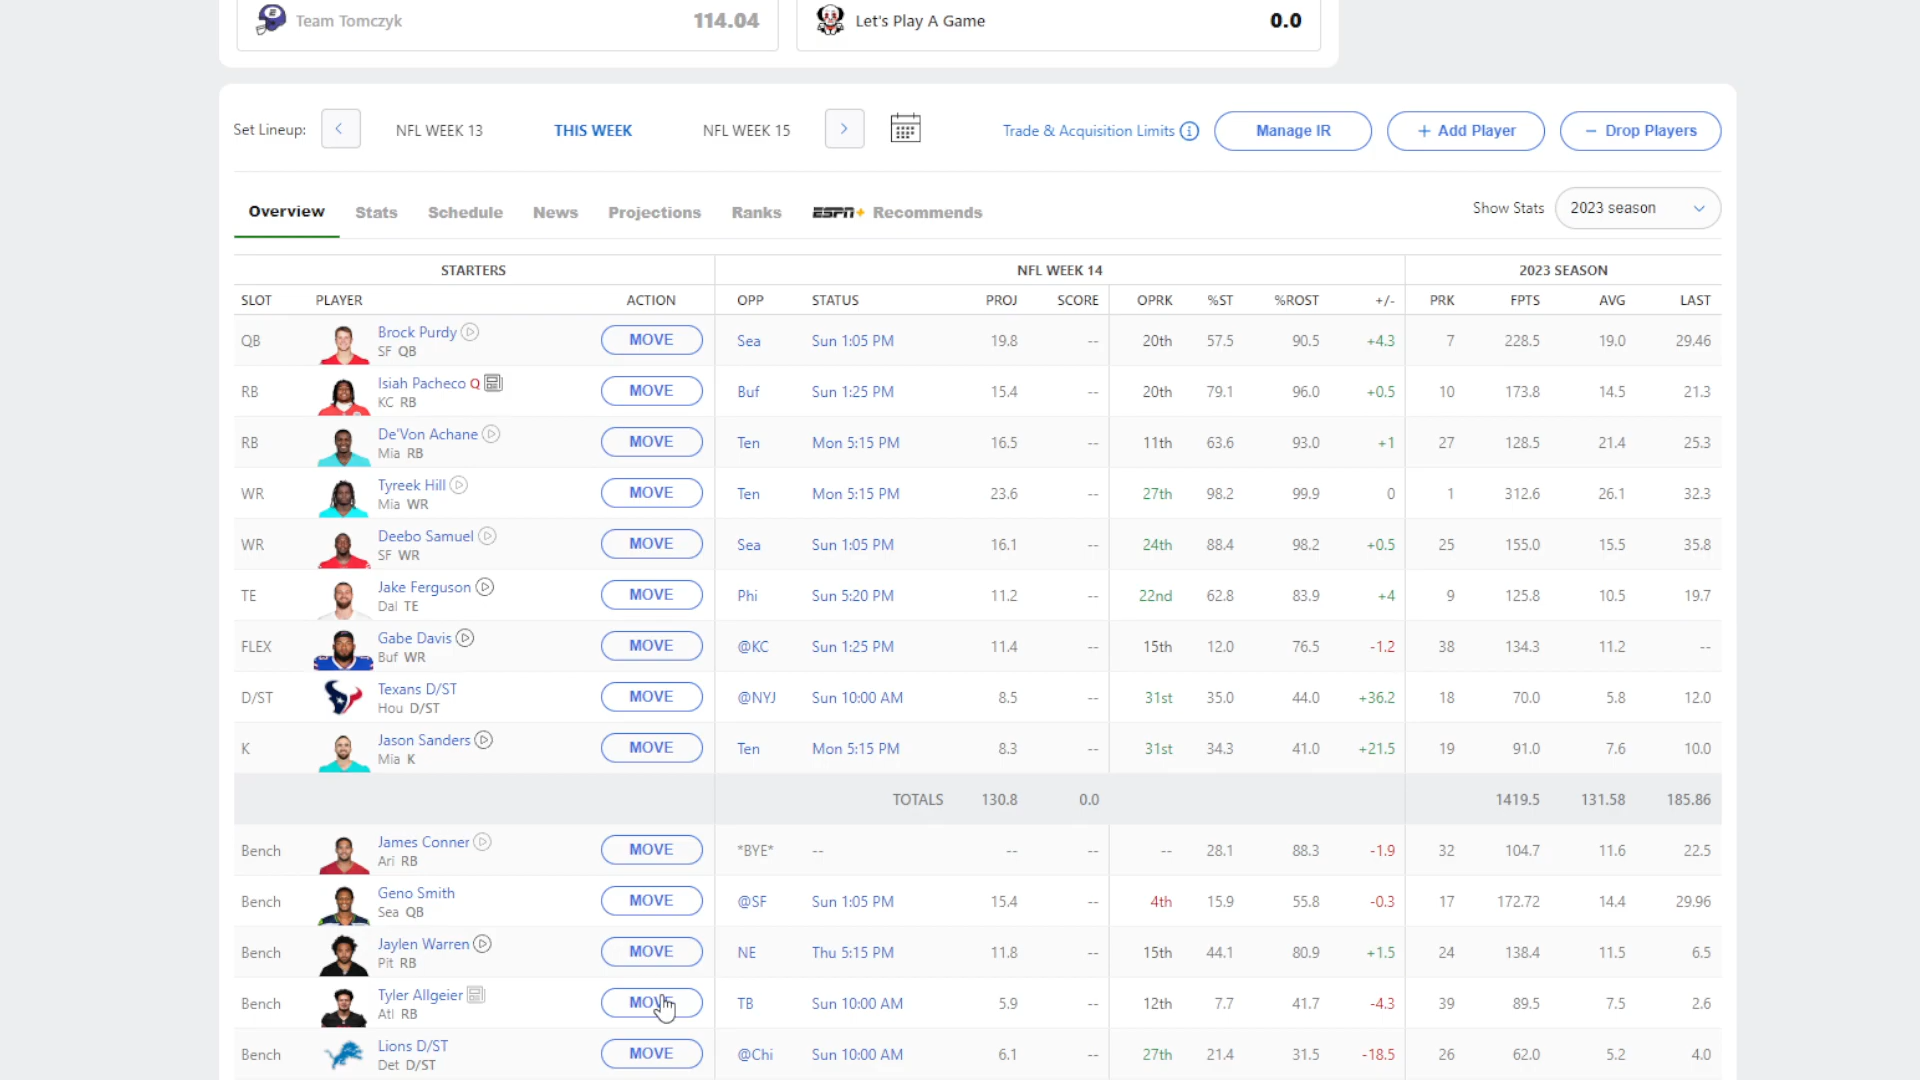 Team Tomczyk 114.04 Let's Play A Game 0.0
Set Lineup: NFL WEEK 13 THIS WEEK NFL WEEK 15 Trade & Acquisition Limits Manage IR + Add Player − Drop Players
Overview Stats Schedule News Projections Ranks ESPN+ Recommends Show Stats 2023 season
STARTERS NFL WEEK 14 2023 SEASON
SLOT PLAYER ACTION OPP STATUS PROJ SCORE OPRK %ST %ROST +/- PRK FPTS AVG LAST
QB Brock Purdy MOVE Sea Sun 1:05 PM 19.8 -- 20th 57.5 90.5 +4.3 7 228.5 19.0 29.46
SF QB
RB Isiah Pacheco Q MOVE Buf Sun 1:25 PM 15.4 -- 20th 79.1 96.0 +0.5 10 173.8 14.5 21.3
KC RB
RB De'Von Achane MOVE Ten Mon 5:15 PM 16.5 -- 11th 63.6 93.0 +1 27 128.5 21.4 25.3
Mia RB
WR Tyreek Hill MOVE Ten Mon 5:15 PM 23.6 -- 27th 98.2 99.9 0 1 312.6 26.1 32.3
Mia WR
WR Deebo Samuel MOVE Sea Sun 1:05 PM 16.1 -- 24th 88.4 98.2 +0.5 25 155.0 15.5 35.8
SF WR
TE Jake Ferguson MOVE Phi Sun 5:20 PM 11.2 -- 22nd 62.8 83.9 +4 9 125.8 10.5 19.7
Dal TE
FLEX Gabe Davis MOVE @KC Sun 1:25 PM 11.4 -- 15th 12.0 76.5 -1.2 38 134.3 11.2 --
Buf WR
D/ST Texans D/ST MOVE @NYJ Sun 10:00 AM 8.5 -- 31st 35.0 44.0 +36.2 18 70.0 5.8 12.0
Hou D/ST
K Jason Sanders MOVE Ten Mon 5:15 PM 8.3 -- 31st 34.3 41.0 +21.5 19 91.0 7.6 10.0
Mia K
TOTALS 130.8 0.0 1419.5 131.58 185.86
Bench James Conner MOVE *BYE* -- -- -- -- 28.1 88.3 -1.9 32 104.7 11.6 22.5
Ari RB
Bench Geno Smith MOVE @SF Sun 1:05 PM 15.4 -- 4th 15.9 55.8 -0.3 17 172.72 14.4 29.96
Sea QB
Bench Jaylen Warren MOVE NE Thu 5:15 PM 11.8 -- 15th 44.1 80.9 +1.5 24 138.4 11.5 6.5
Pit RB
Bench Tyler Allgeier MOVE TB Sun 10:00 AM 5.9 -- 12th 7.7 41.7 -4.3 39 89.5 7.5 2.6
Atl RB
Bench Lions D/ST MOVE @Chi Sun 10:00 AM 6.1 -- 27th 21.4 31.5 -18.5 26 62.0 5.2 4.0
Det D/ST